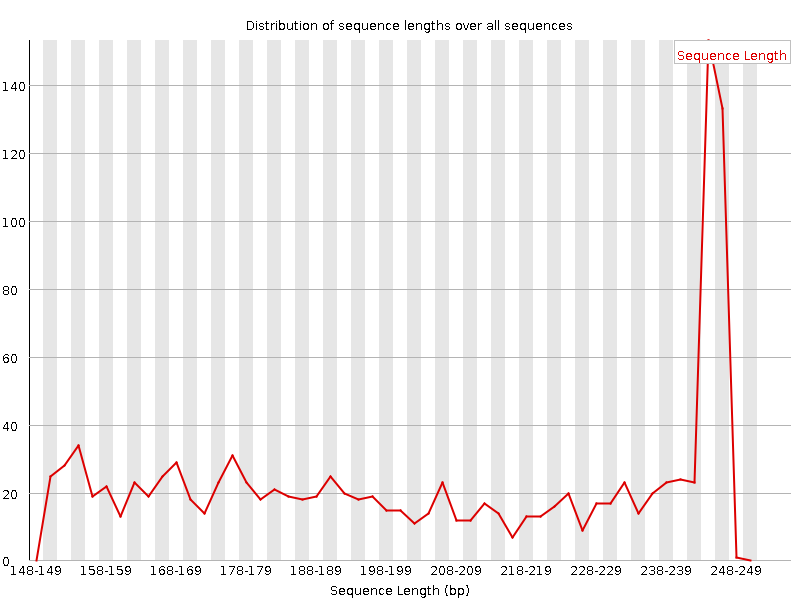 Distribution of sequence lengths over all sequences
Sequence Length
140
120
100
80
60
40
20
0
148-149 158-159 168-169 178-179 188-189 198-199 208-209 218-219 228-229 238-239 248-249
Sequence Length (bp)